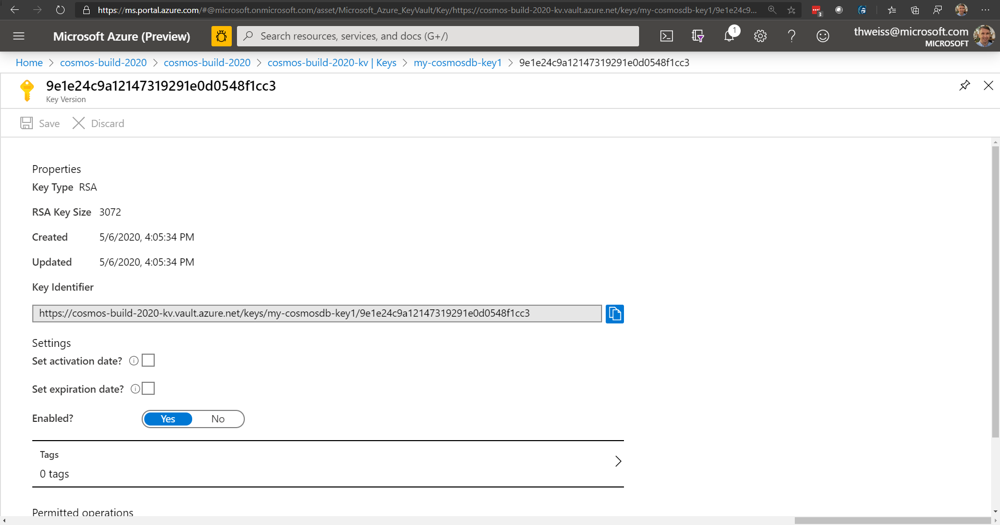 https://ms.portal.azure.com/#@microsoft.onmicrosoft.com/asset/Microsoft_Azure_KeyVault/Key/https://cosmos-build-2020-kv.vault.azure.net/keys/my-cosmosdb-key1/9e1e24c9...
3
Microsoft Azure (Preview)
Search resources, services, and docs (G+/)
1
thweiss@microsoft.com
MICROSOFT
Home > cosmos-build-2020 > cosmos-build-2020 > cosmos-build-2020-kv | Keys > my-cosmosdb-key1 > 9e1e24c9a12147319291e0d0548f1cc3
9e1e24c9a12147319291e0d0548f1cc3
Key Version
Save Discard
Properties
Key Type RSA
RSA Key Size 3072
Created 5/6/2020, 4:05:34 PM
Updated 5/6/2020, 4:05:34 PM
Key Identifier
https://cosmos-build-2020-kv.vault.azure.net/keys/my-cosmosdb-key1/9e1e24c9a12147319291e0d0548f1cc3
Settings
Set activation date?
Set expiration date?
Enabled? Yes No
Tags
0 tags
Permitted operations